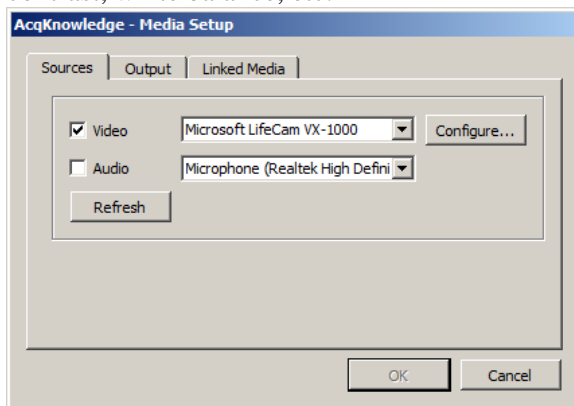 AcqKnowledge - Media Setup
Sources Output Linked Media
Video Microsoft LifeCam VX-1000 Configure...
Audio Microphone (Realtek High Defini
Refresh
OK Cancel